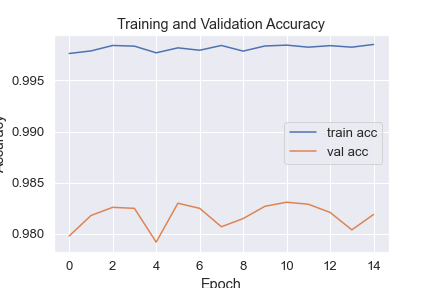 Training and Validation Accuracy
0.995
0.990
0.985
0.980
train acc
val acc
0 2 4 6 8 10 12 14
Epoch